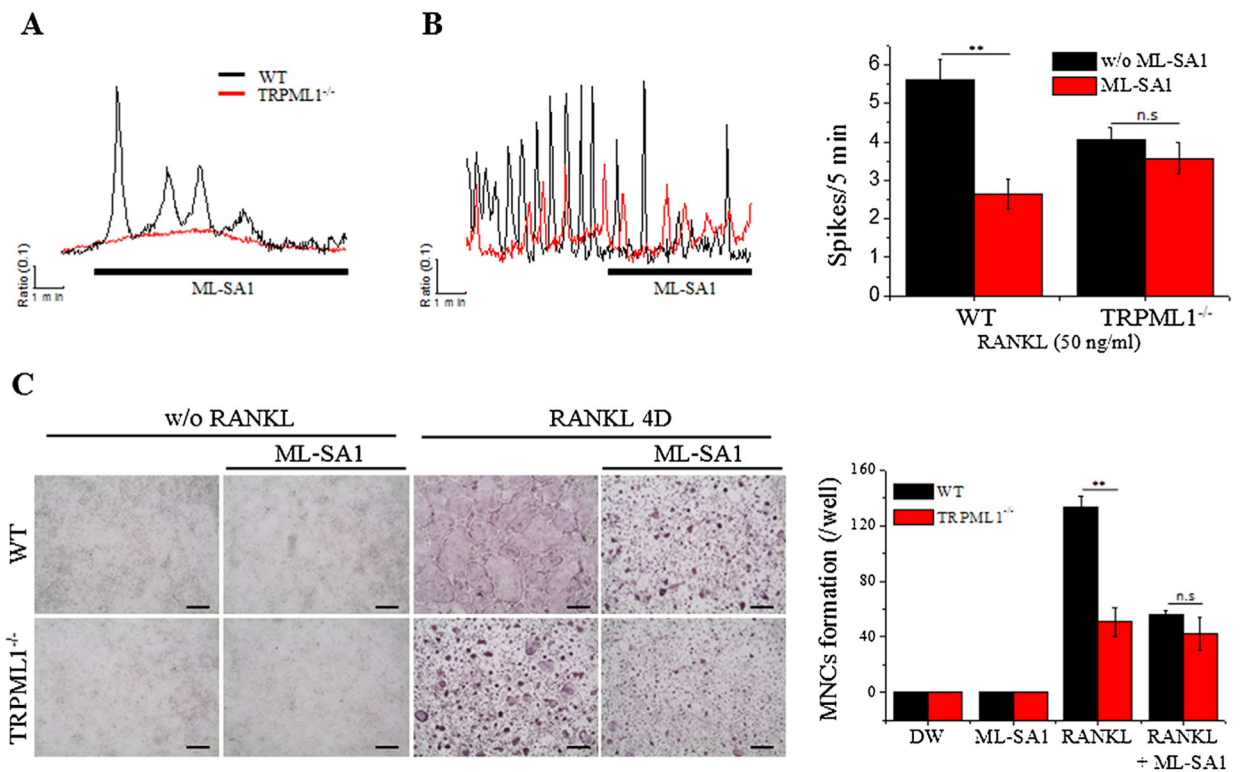 A
WT
TRPML1-/-
Ratio (0.1)
1 min
ML-SA1
B
Ratio (0.1)
1 min
ML-SA1
Spikes/5 min
6
5
4
3
2
1
0
**
w/o ML-SA1
ML-SA1
n.s
WT
TRPML1-/-
RANKL (50 ng/ml)
C
w/o RANKL
RANKL 4D
ML-SA1
ML-SA1
WT
TRPML1-/-
MNCs formation (/well)
160
120
80
40
0
WT
TRPML1-/-
**
n.s
DW
ML-SA1
RANKL
RANKL
+ ML-SA1